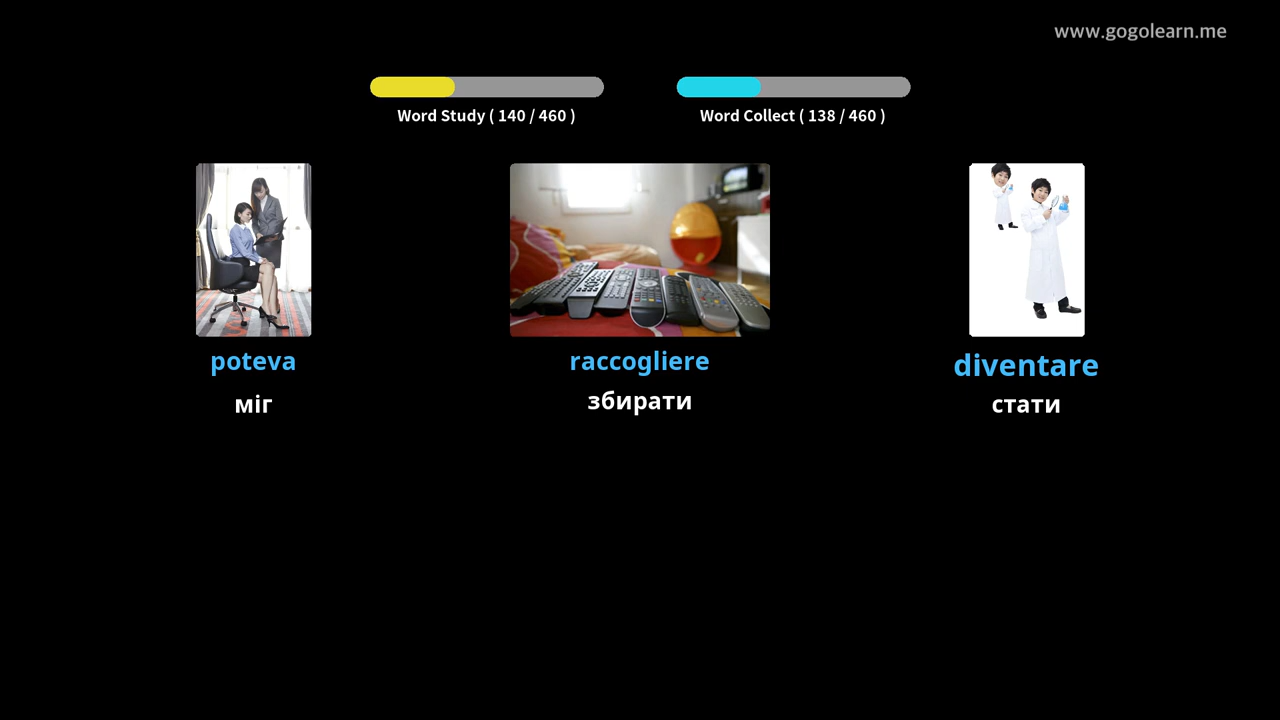 www.gogolearn.me
Word Study ( 140 / 460 )
Word Collect ( 138 / 460 )
poteva
raccogliere
diventare
міг
збирати
стати